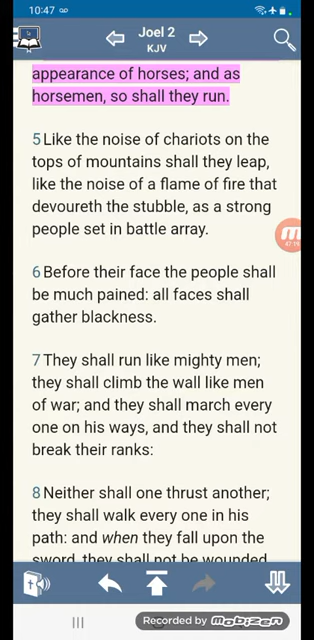 10:47
Joel 2
KJV
appearance of horses; and as
horsemen, so shall they run.
5 Like the noise of chariots on the
tops of mountains shall they leap,
like the noise of a flame of fire that
devoureth the stubble, as a strong
people set in battle array.
6 Before their face the people shall
be much pained: all faces shall
gather blackness.
7 They shall run like mighty men;
they shall climb the wall like men
of war; and they shall march every
one on his ways, and they shall not
break their ranks:
8 Neither shall one thrust another;
they shall walk every one in his
path: and when they fall upon the
sword, they shall not be wounded
Recorded by mobizen